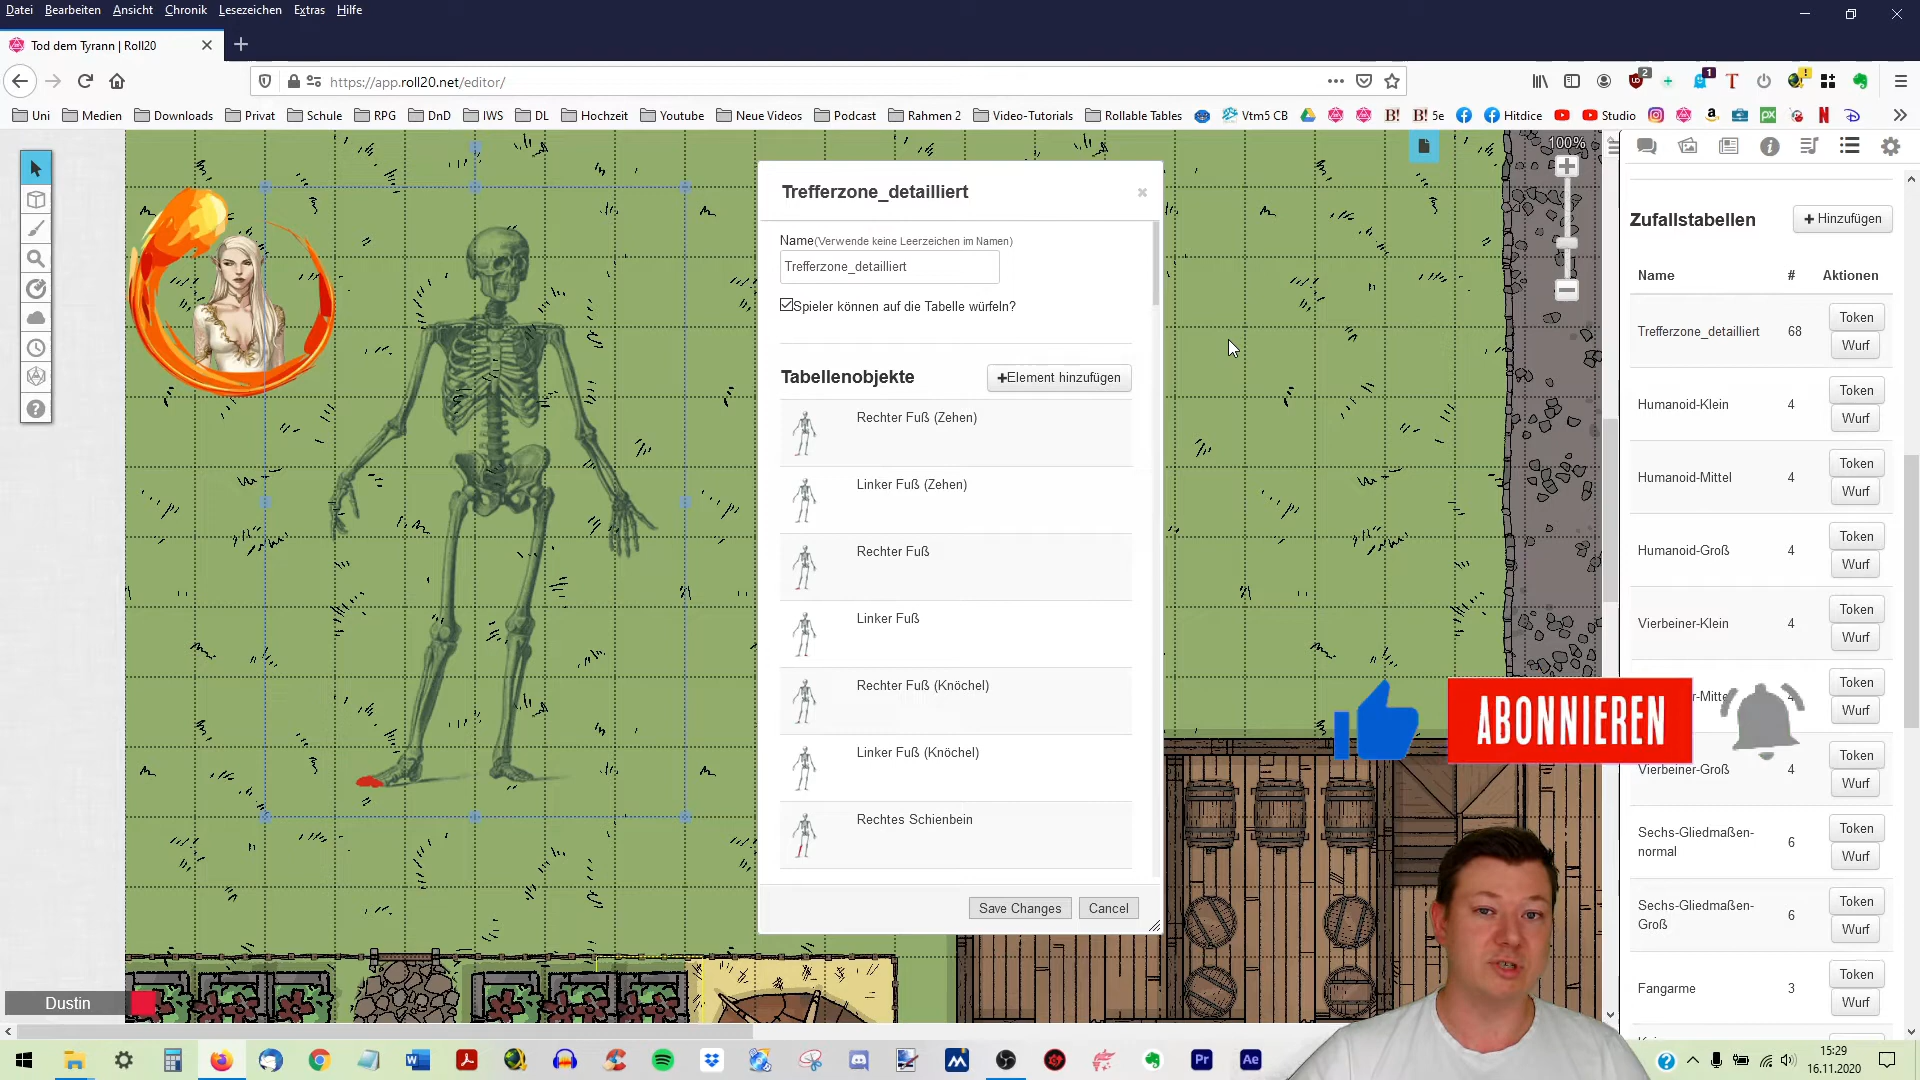 Datei Bearbeiten Ansicht Chronik Lesezeichen Extras Hilfe
Tod dem Tyrann | Roll20
https://app.roll20.net/editor/
2 1
Uni Medien Downloads Privat Schule RPG DnD IWS DL Hochzeit Youtube Neue Videos Podcast Rahmen 2 Video-Tutorials Rollable Tables Vtm5 CB B! B! 5e Hitdice Studio
100%
Trefferzone_detailliert
Name(Verwende keine Leerzeichen im Namen)
Trefferzone_detailliert
Spieler können auf die Tabelle würfeln?
Tabellenobjekte
+Element hinzufügen
Rechter Fuß (Zehen)
Linker Fuß (Zehen)
Rechter Fuß
Linker Fuß
Rechter Fuß (Knöchel)
Linker Fuß (Knöchel)
Rechtes Schienbein
Save Changes Cancel
Zufallstabellen
+ Hinzufügen
Name # Aktionen
Trefferzone_detailliert 68 Token Wurf
Humanoid-Klein 4 Token Wurf
Humanoid-Mittel 4 Token Wurf
Humanoid-Groß 4 Token Wurf
Vierbeiner-Klein 4 Token Wurf
r-Mitte 4 Token Wurf
Vierbeiner-Groß 4 Token Wurf
Sechs-Gliedmaßen-
normal 6 Token Wurf
Sechs-Gliedmaßen-
Groß 6 Token Wurf
Fangarme 3 Token Wurf
ABONNIEREN
Dustin
Pr Ae
15:29
16.11.2020